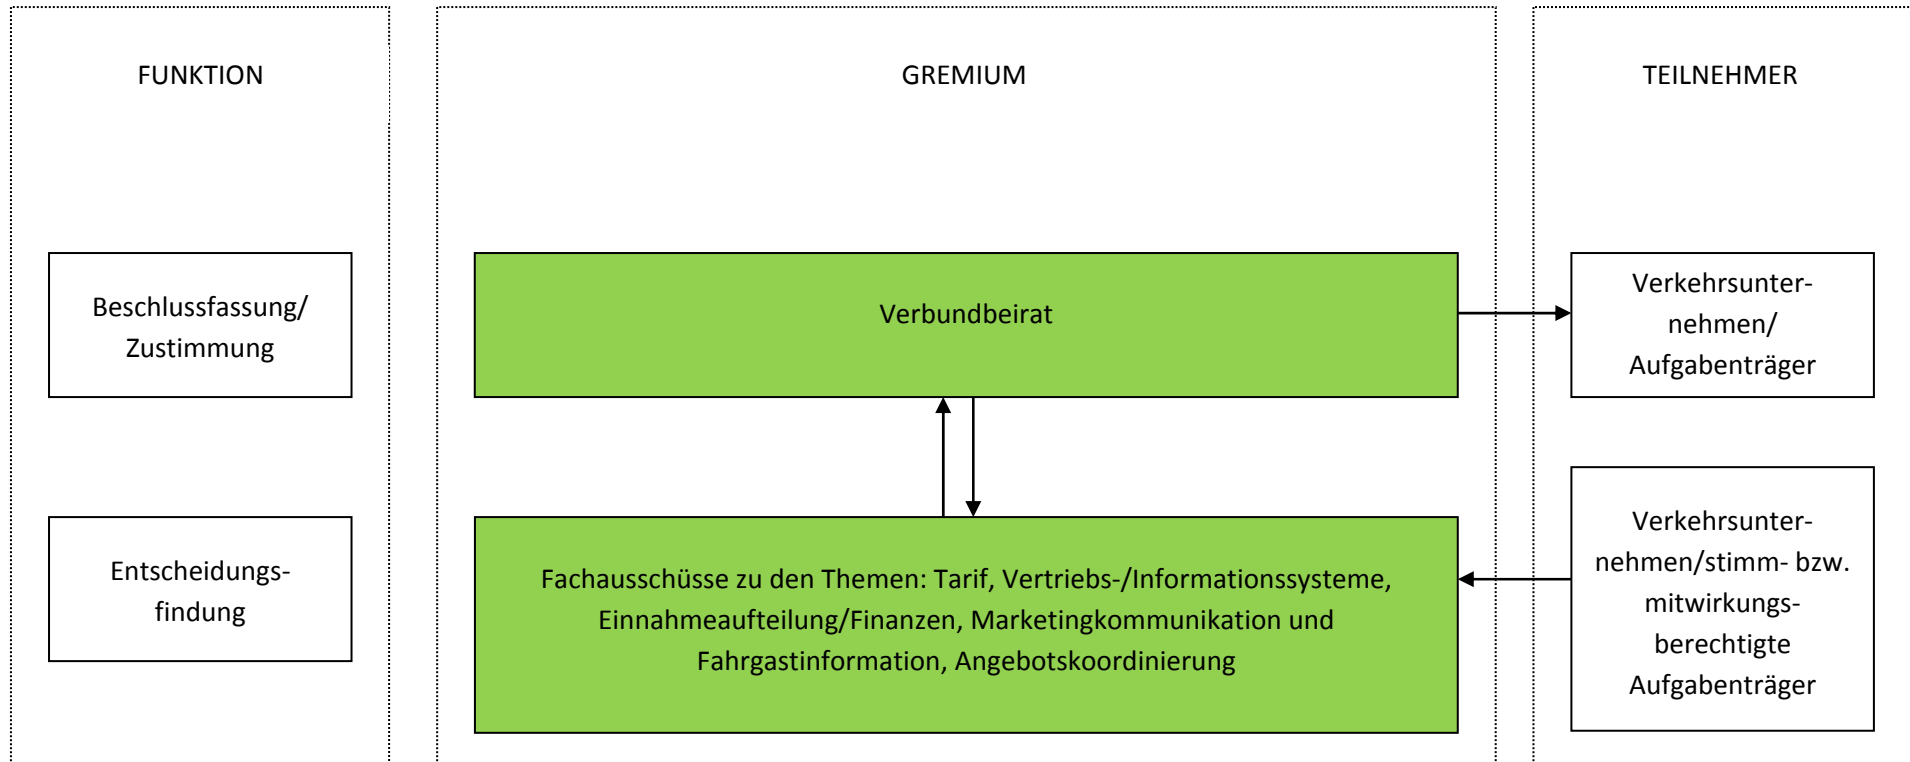 FUNKTION
GREMIUM
TEILNEHMER
Beschlussfassung/
Zustimmung
Verbundbeirat
Verkehrsunter-
nehmen/
Aufgabenträger
Entscheidungs-
findung
Fachausschüsse zu den Themen: Tarif, Vertriebs-/Informationssysteme,
Einnahmeaufteilung/Finanzen, Marketingkommunikation und
Fahrgastinformation, Angebotskoordinierung
Verkehrsunter-
nehmen/stimm- bzw.
mitwirkungs-
berechtigte
Aufgabenträger